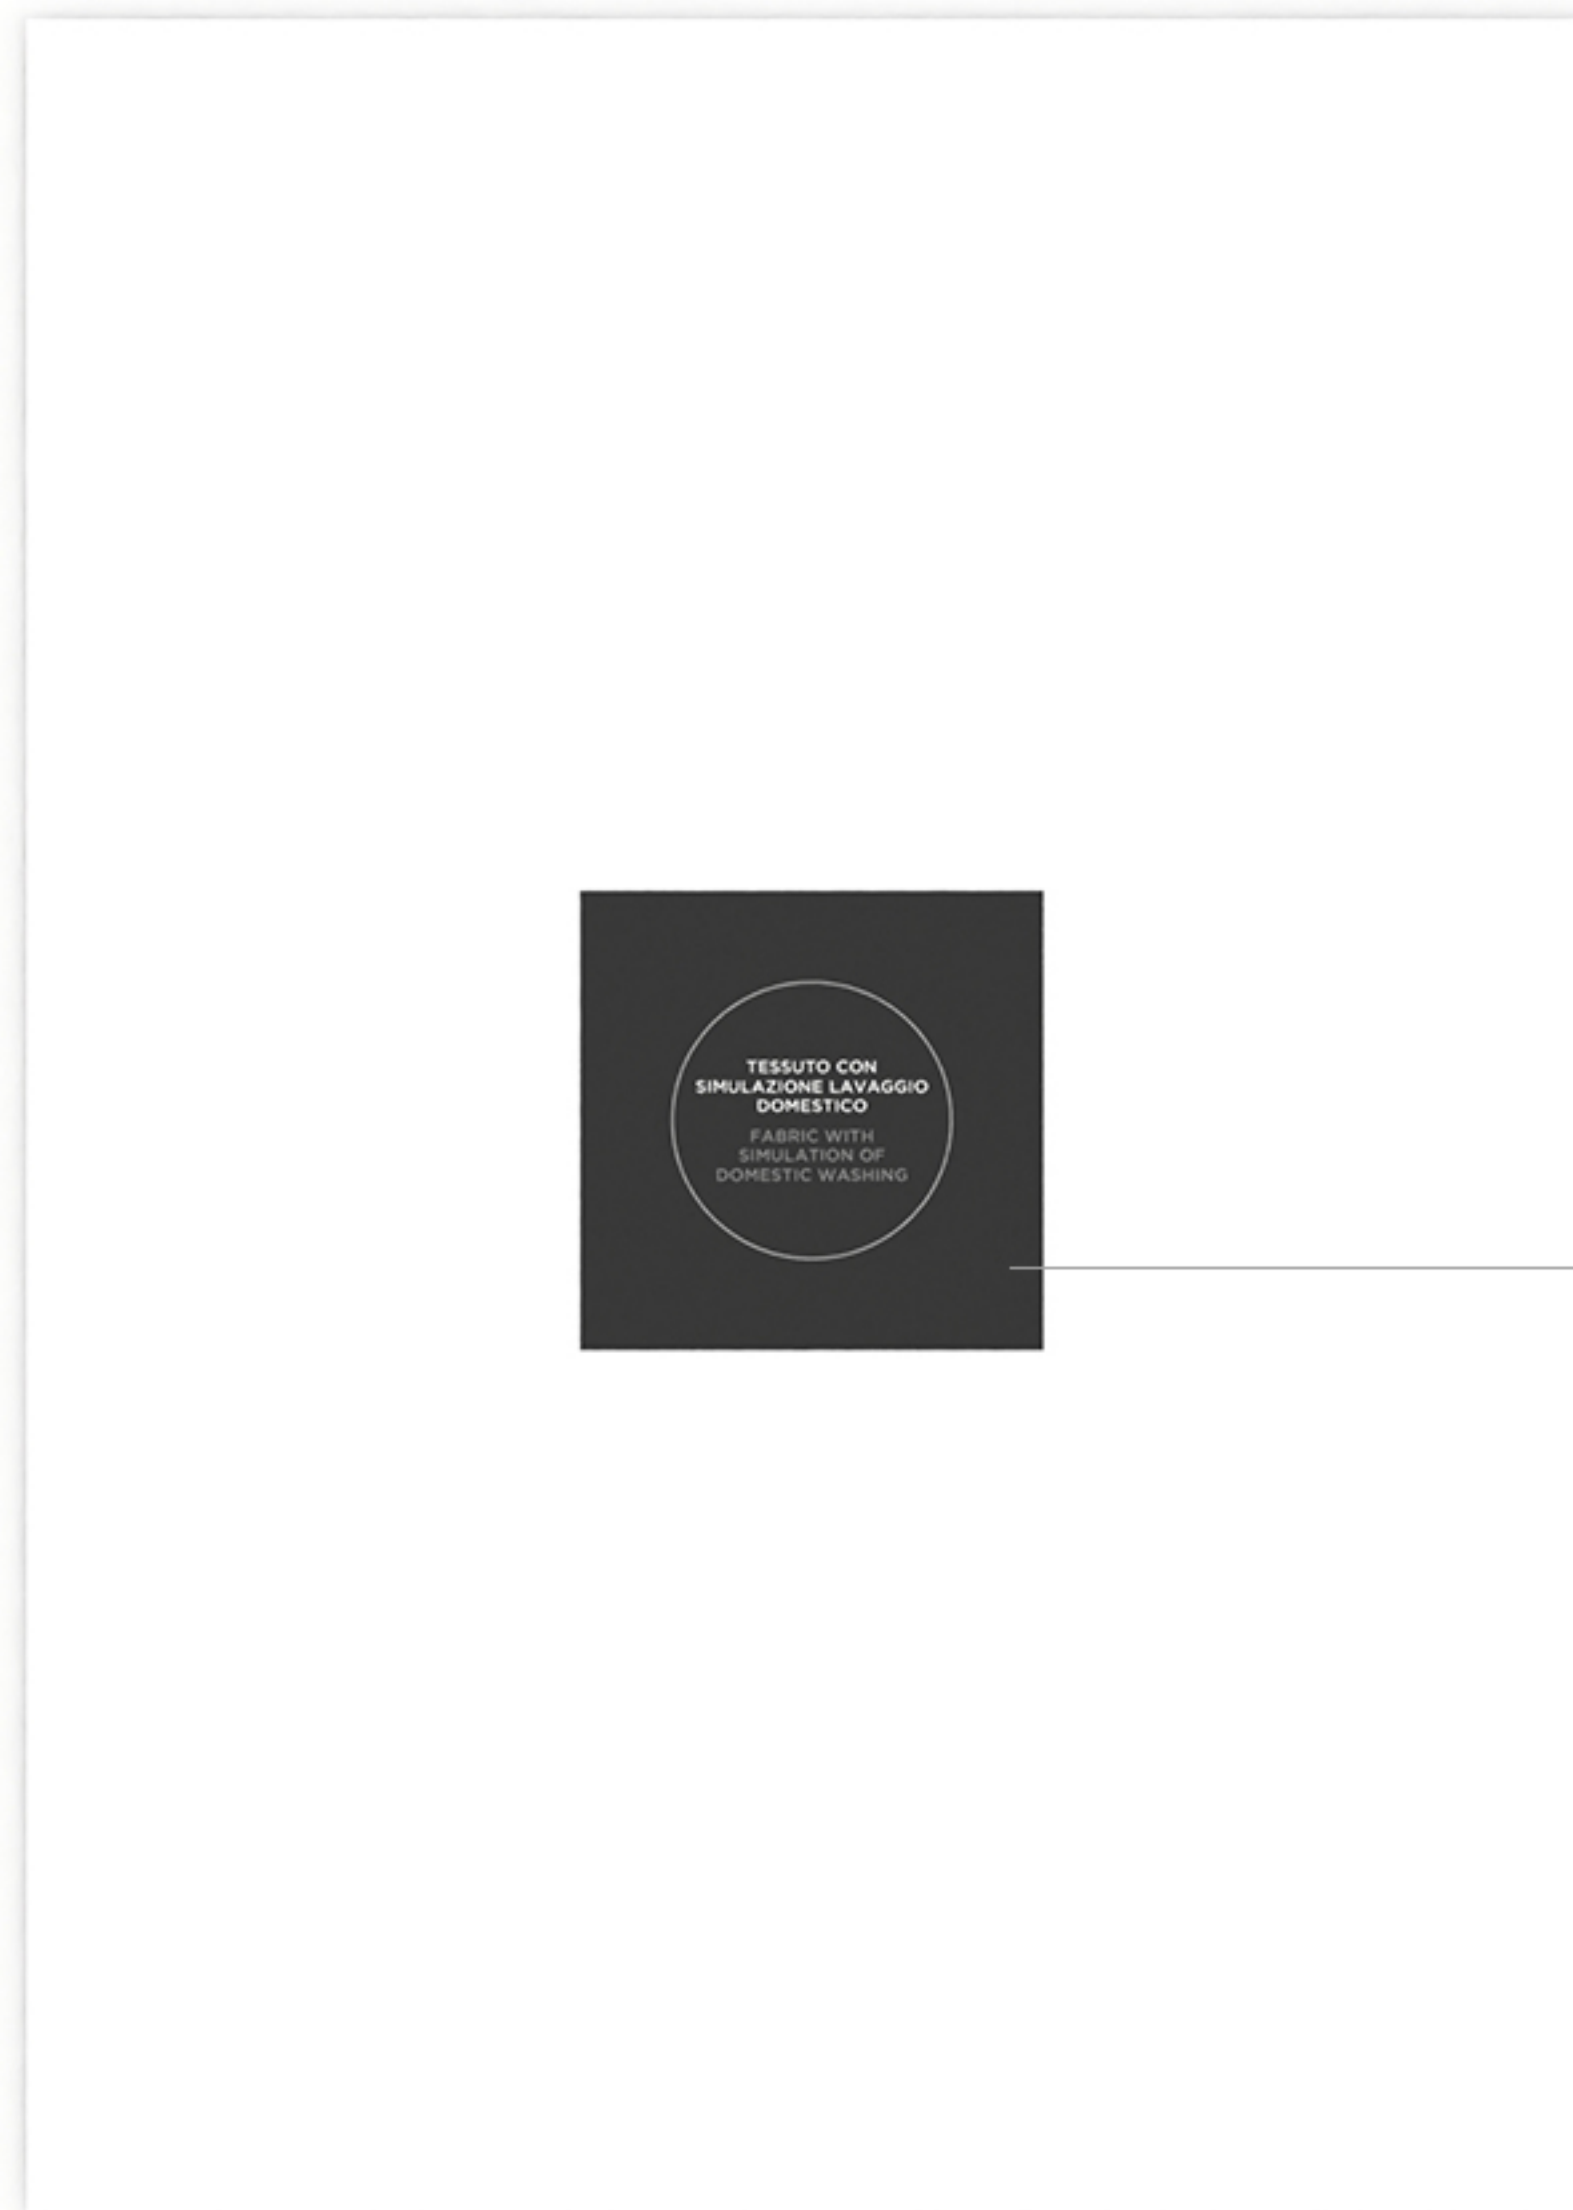 TESSUTO CON
SIMULAZIONE LAVAGGIO
DOMESTICO
FABRIC WITH
SIMULATION OF
DOMESTIC WASHING